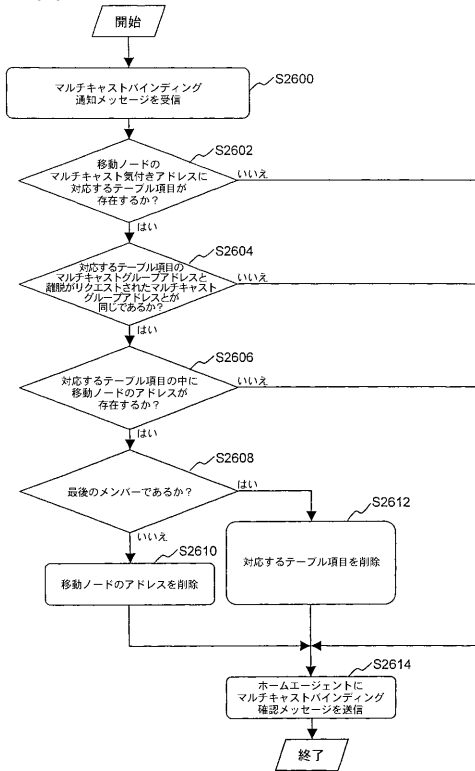 開始
S2600
マルチキャストバインディング
通知メッセージを受信
S2602
移動ノードの
マルチキャスト気付きアドレスに
対応するテーブル項目が
存在するか？
いいえ
はい
S2604
対応するテーブル項目の
マルチキャストグループアドレスと
離脱がリクエストされたマルチキャスト
グループアドレスとが
同じであるか？
いいえ
はい
S2606
対応するテーブル項目の中に
移動ノードのアドレスが
存在するか？
いいえ
はい
S2608
最後のメンバーであるか？
はい
いいえ
S2612
対応するテーブル項目を削除
S2610
移動ノードのアドレスを削除
S2614
ホームエージェントに
マルチキャストバインディング
確認メッセージを送信
終了